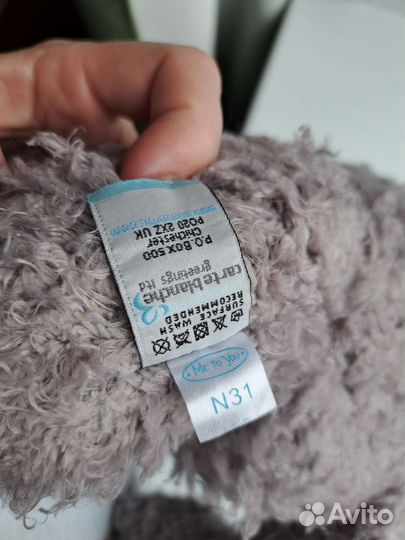 SURFACE WASH
RECOMMENDED
carte blanche
greetings ltd
P.O. BOX 500
Chichester
PO20 2XZ UK
Me to You
N31
Avito